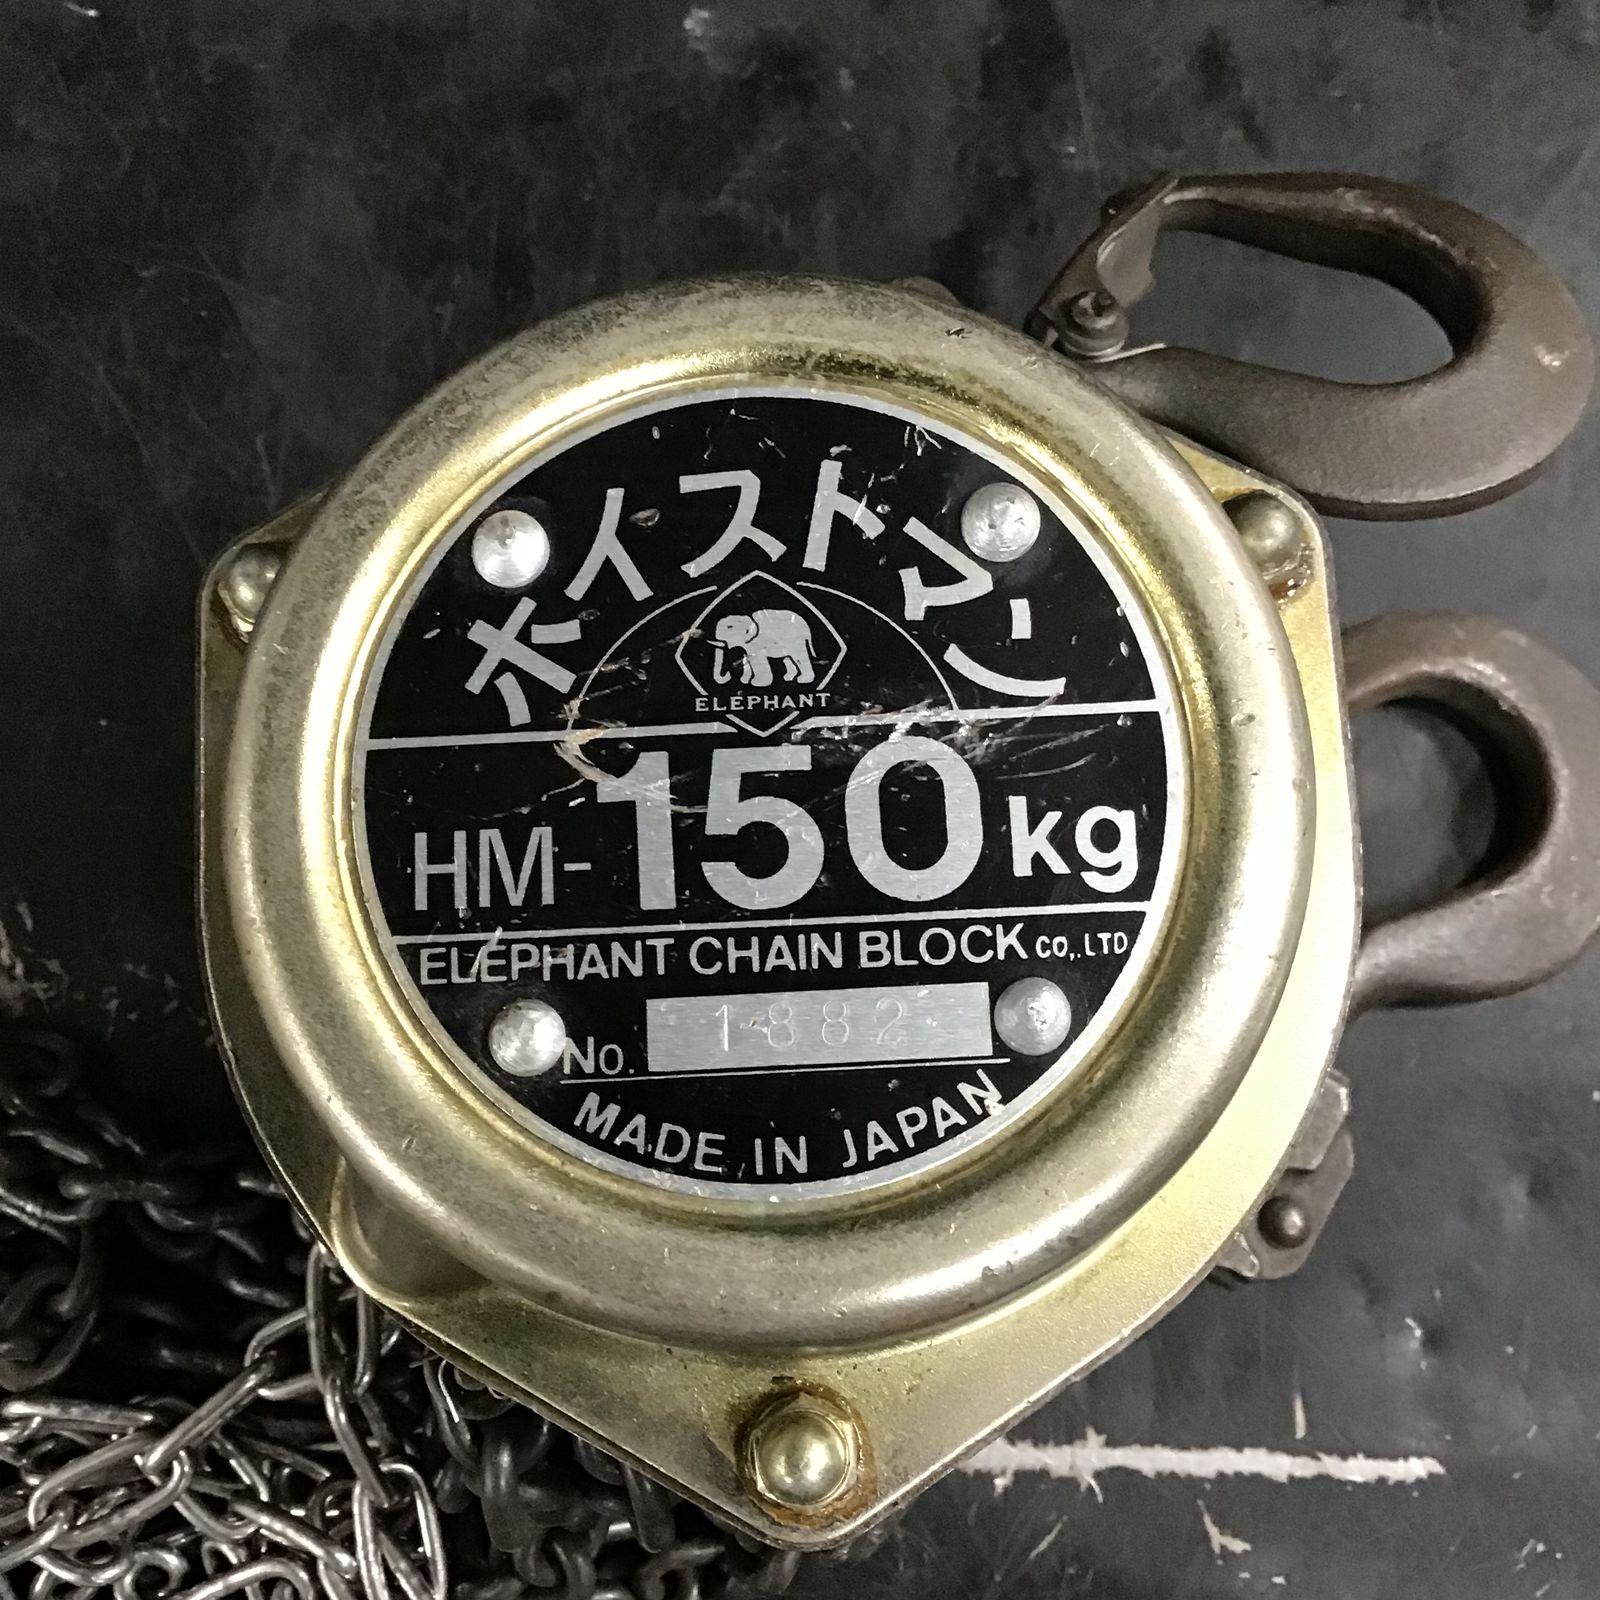 ホイストマン
ELEPHANT
HM-150kg
ELEPHANT CHAIN BLOCK CO,.LTD
No. 1882
MADE IN JAPAN